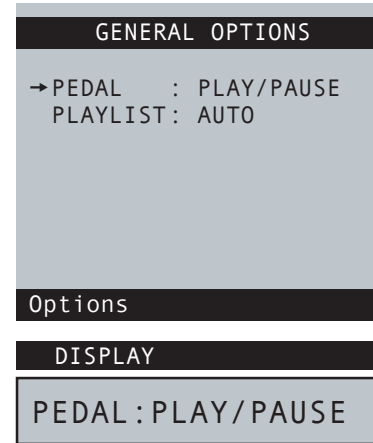 GENERAL OPTIONS
→PEDAL : PLAY/PAUSE
PLAYLIST: AUTO
Options
DISPLAY
PEDAL:PLAY/PAUSE